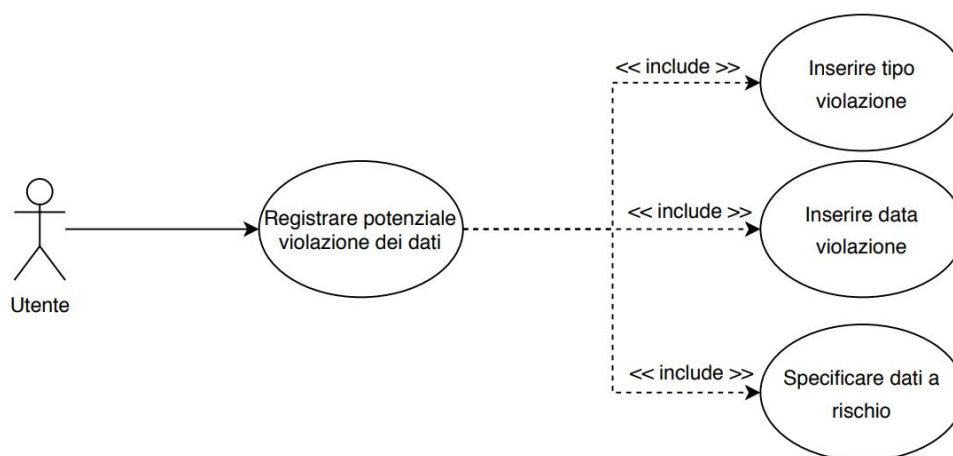 << include >>
Inserire tipo
violazione
Registrare potenziale
violazione dei dati
<< include >>
Inserire data
violazione
Utente
<< include >>
Specificare dati a
rischio